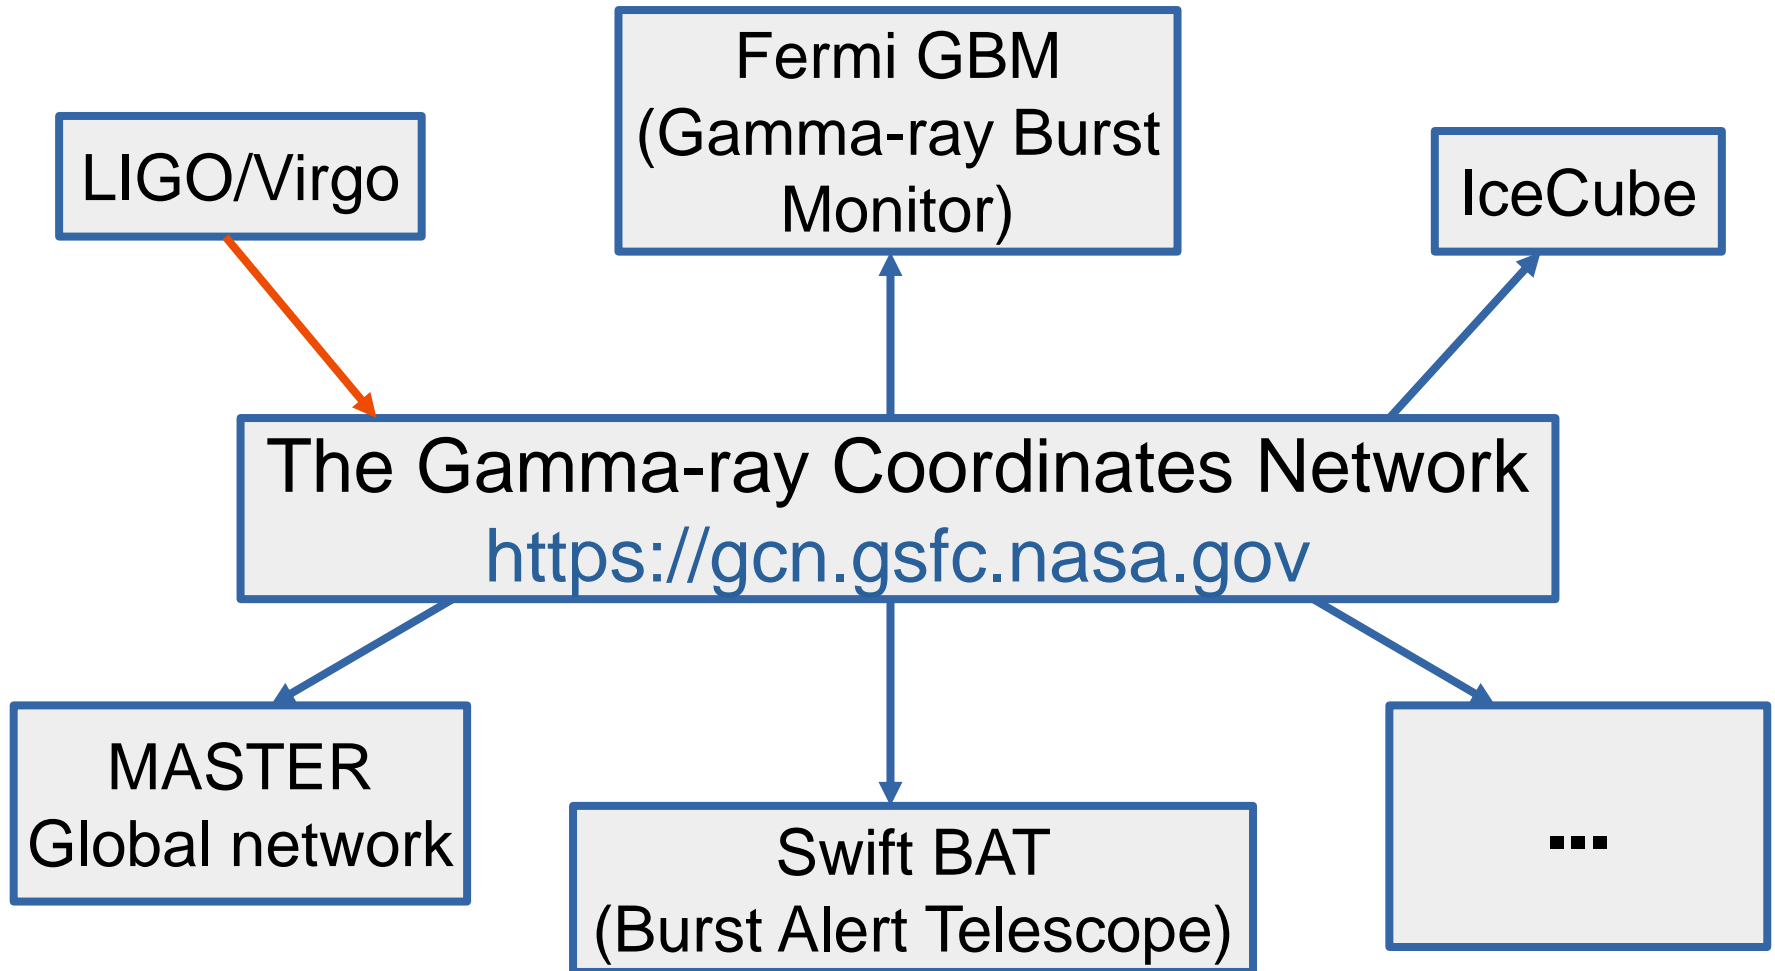 Fermi GBM
(Gamma-ray Burst
Monitor)
LIGO/Virgo
IceCube
The Gamma-ray Coordinates Network
https://gcn.gsfc.nasa.gov
MASTER
Global network
Swift BAT
(Burst Alert Telescope)
...